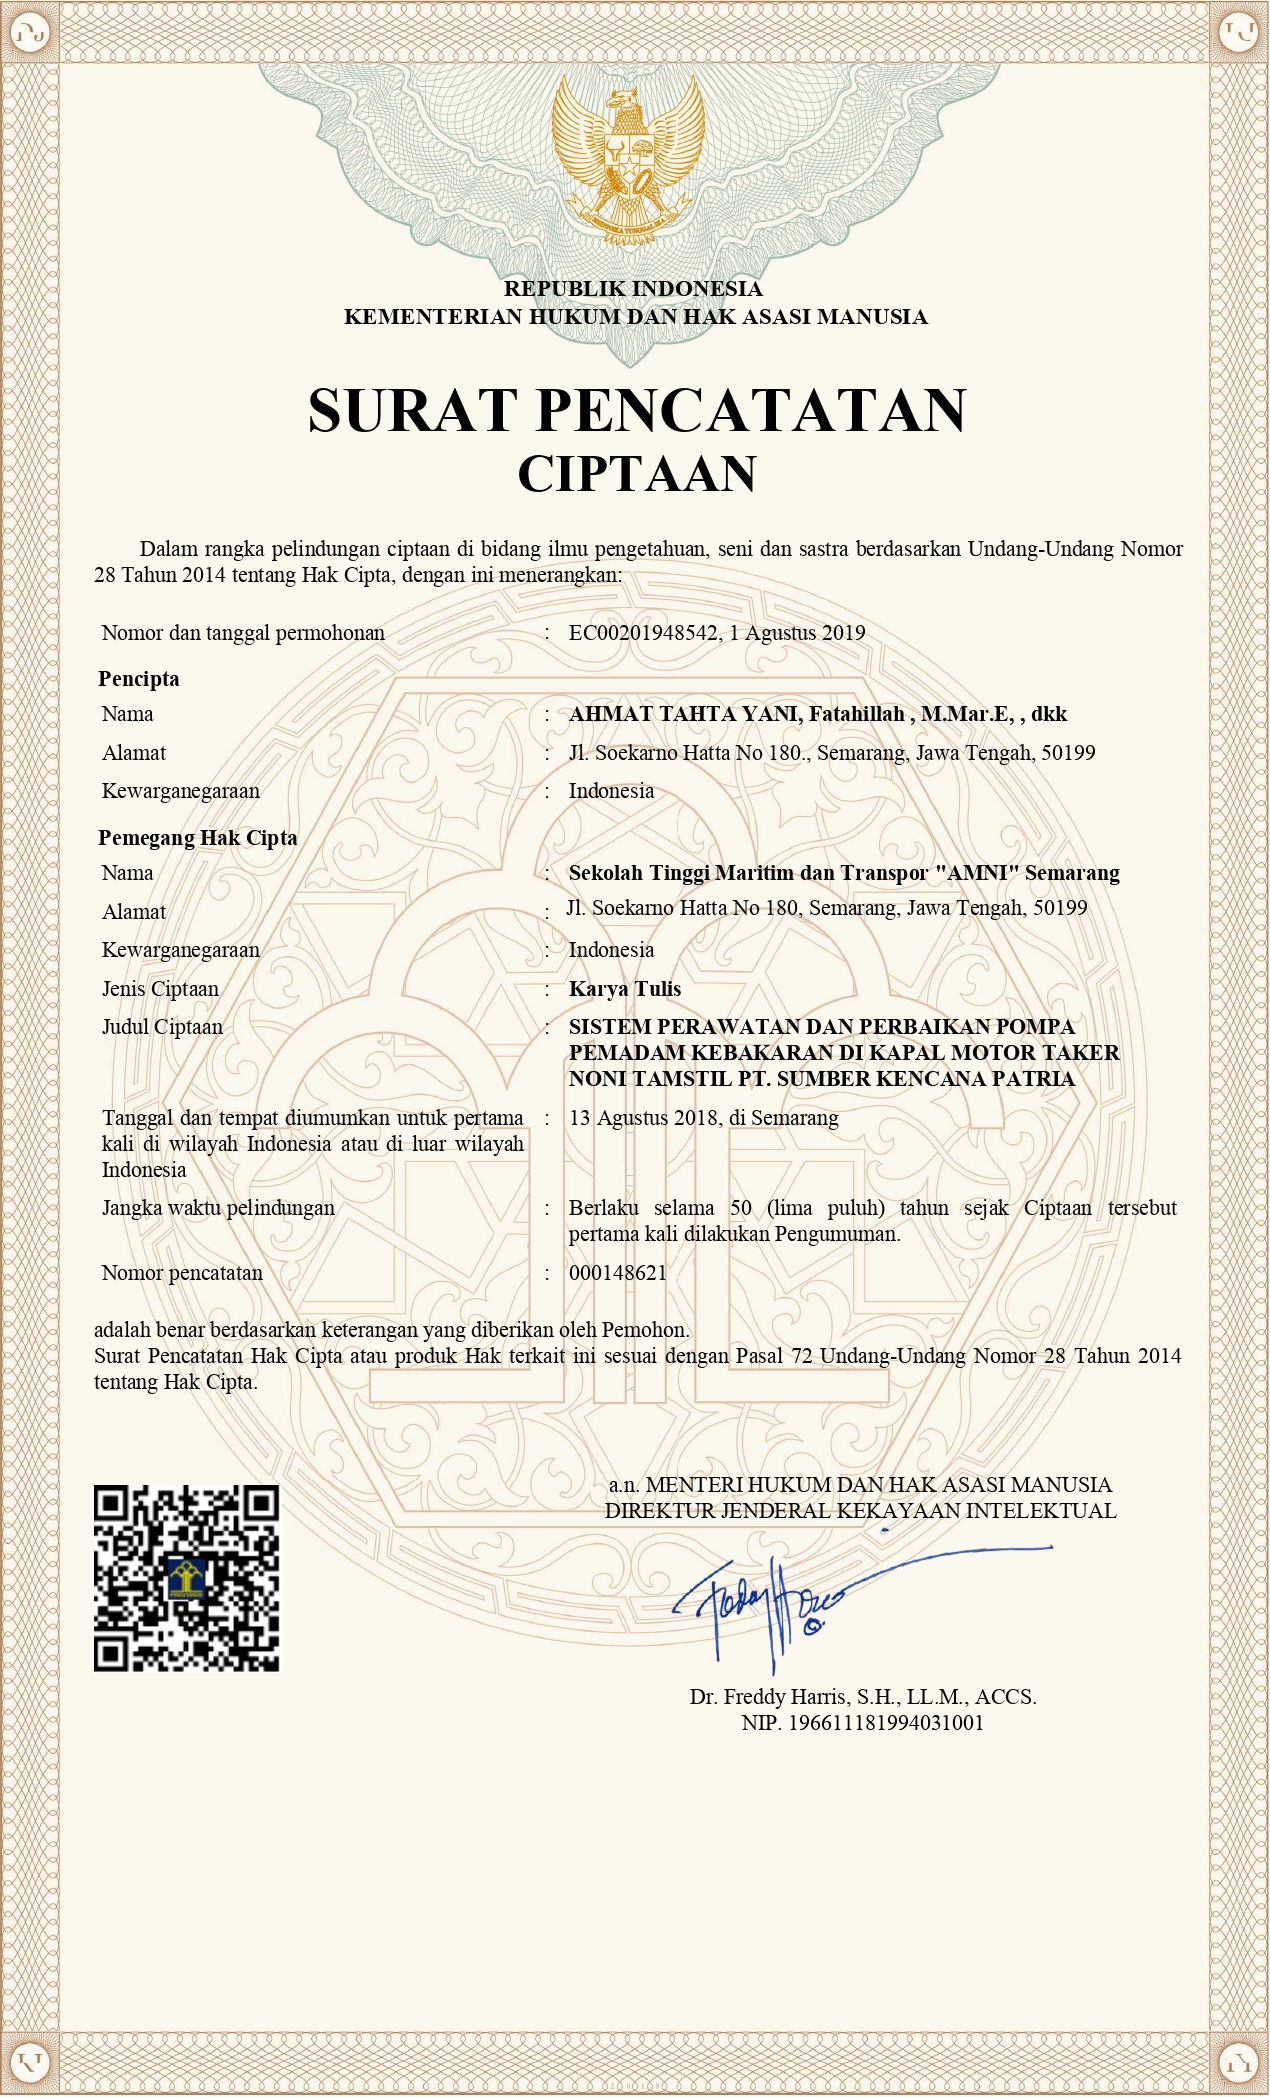 REPUBLIK INDONESIA
KEMENTERIAN HUKUM DAN HAK ASASI MANUSIA
SURAT PENCATATAN
CIPTAAN
Dalam rangka pelindungan ciptaan di bidang ilmu pengetahuan, seni dan sastra berdasarkan Undang-Undang Nomor
28 Tahun 2014 tentang Hak Cipta, dengan ini menerangkan:
Nomor dan tanggal permohonan : EC00201948542, 1 Agustus 2019
Pencipta
Nama : AHMAT TAHTA YANI, Fatahillah , M.Mar.E, , dkk
Alamat : Jl. Soekarno Hatta No 180., Semarang, Jawa Tengah, 50199
Kewarganegaraan : Indonesia
Pemegang Hak Cipta
Nama : Sekolah Tinggi Maritim dan Transpor "AMNI" Semarang
Alamat : Jl. Soekarno Hatta No 180, Semarang, Jawa Tengah, 50199
Kewarganegaraan : Indonesia
Jenis Ciptaan : Karya Tulis
Judul Ciptaan : SISTEM PERAWATAN DAN PERBAIKAN POMPA
PEMADAM KEBAKARAN DI KAPAL MOTOR TAKER
NONI TAMSTIL PT. SUMBER KENCANA PATRIA
Tanggal dan tempat diumumkan untuk pertama : 13 Agustus 2018, di Semarang
kali di wilayah Indonesia atau di luar wilayah
Indonesia
Jangka waktu pelindungan : Berlaku selama 50 (lima puluh) tahun sejak Ciptaan tersebut
pertama kali dilakukan Pengumuman.
Nomor pencatatan : 000148621
adalah benar berdasarkan keterangan yang diberikan oleh Pemohon.
Surat Pencatatan Hak Cipta atau produk Hak terkait ini sesuai dengan Pasal 72 Undang-Undang Nomor 28 Tahun 2014
tentang Hak Cipta.
a.n. MENTERI HUKUM DAN HAK ASASI MANUSIA
DIREKTUR JENDERAL KEKAYAAN INTELEKTUAL
Dr. Freddy Harris, S.H., LL.M., ACCS.
NIP. 196611181994031001